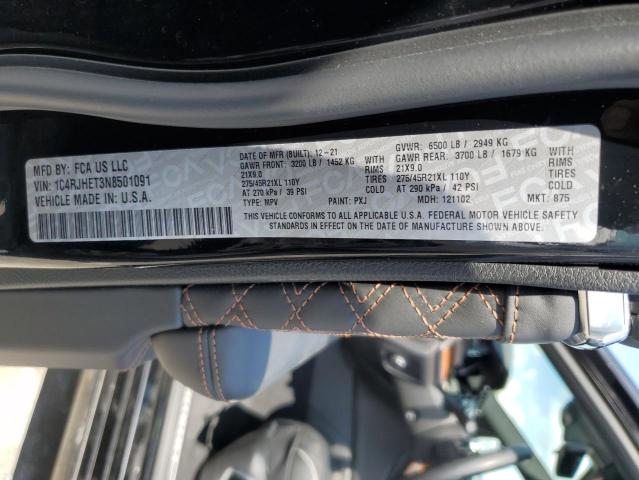 MFD BY: FCA US LLC
VIN: 1C4RJHET3N8501091
VEHICLE MADE IN: U.S.A.
DATE OF MFR (BUILT): 12-21
GAWR FRONT: 3200 LB / 1452 KG
21X9.0 RIMS
275/45R21XL 110Y TIRES
AT 270 kPa / 39 PSI COLD
TYPE: MPV PAINT: PXJ
GVWR: 6500 LB / 2949 KG
GAWR REAR: 3700 LB / 1679 KG
21X9.0 RIMS
275/45R21XL 110Y TIRES
AT 290 kPa / 42 PSI COLD
MDH: 121102 MKT: 875
THIS VEHICLE CONFORMS TO ALL APPLICABLE U.S.A. FEDERAL MOTOR VEHICLE SAFETY
STANDARDS IN EFFECT ON THE DATE OF MANUFACTURE SHOWN ABOVE.